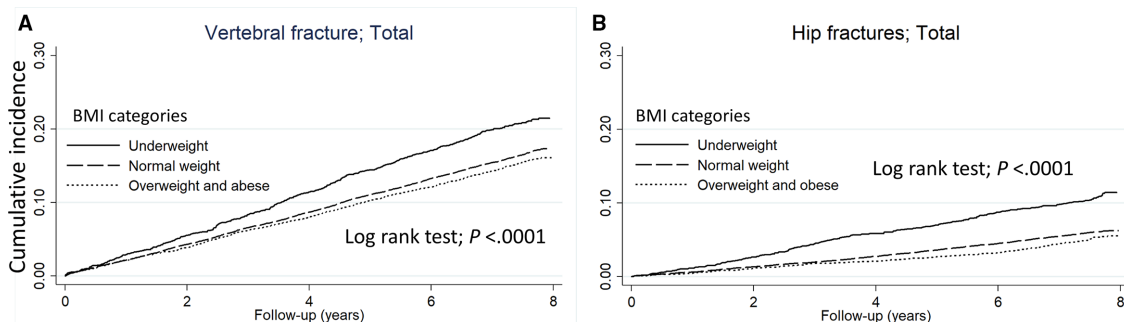 A
Vertebral fracture; Total
Cumulative incidence
0.30
0.20
0.10
0.00
BMI categories
Underweight
Normal weight
Overweight and abese
Log rank test; P <.0001
0 2 4 6 8
Follow-up (years)
B
Hip fractures; Total
0.30
0.20
0.10
0.00
BMI categories
Underweight
Normal weight
Overweight and obese
Log rank test; P <.0001
0 2 4 6 8
Follow-up (years)